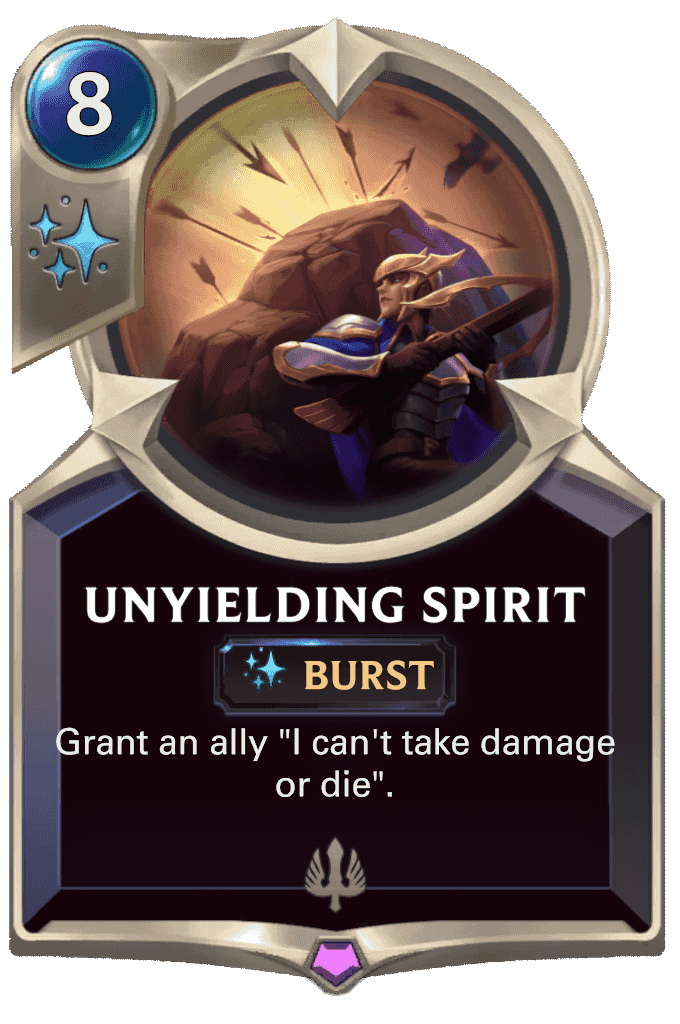 8
UNYIELDING SPIRIT
BURST
Grant an ally "I can't take damage
or die".